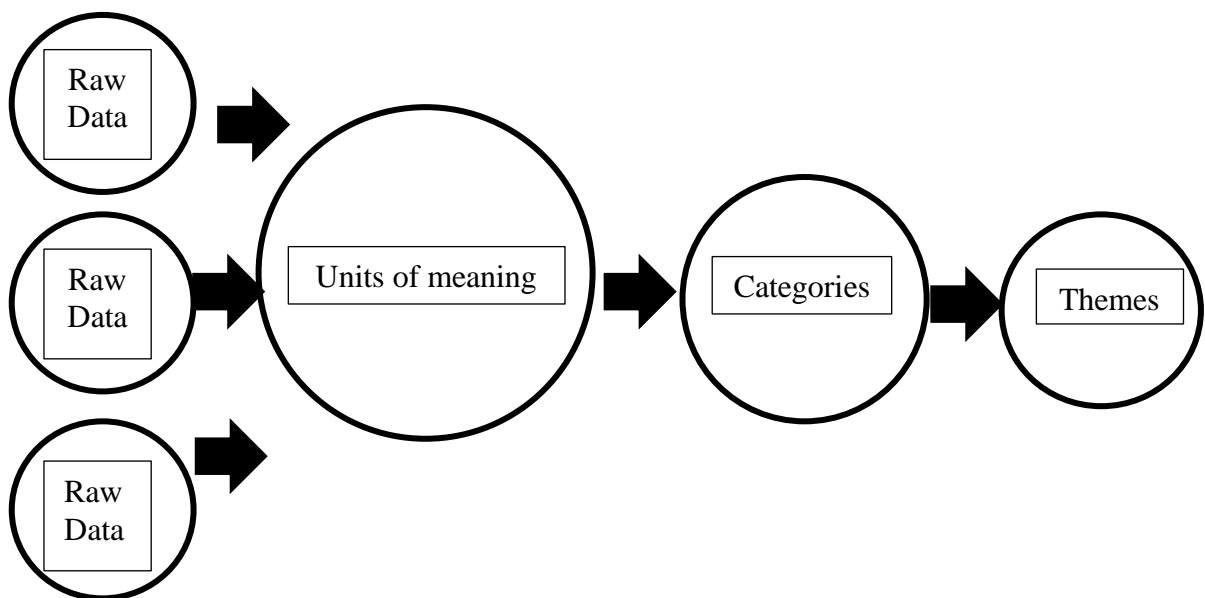 Raw
Data
Raw
Data
Raw
Data
Units of meaning
Categories
Themes